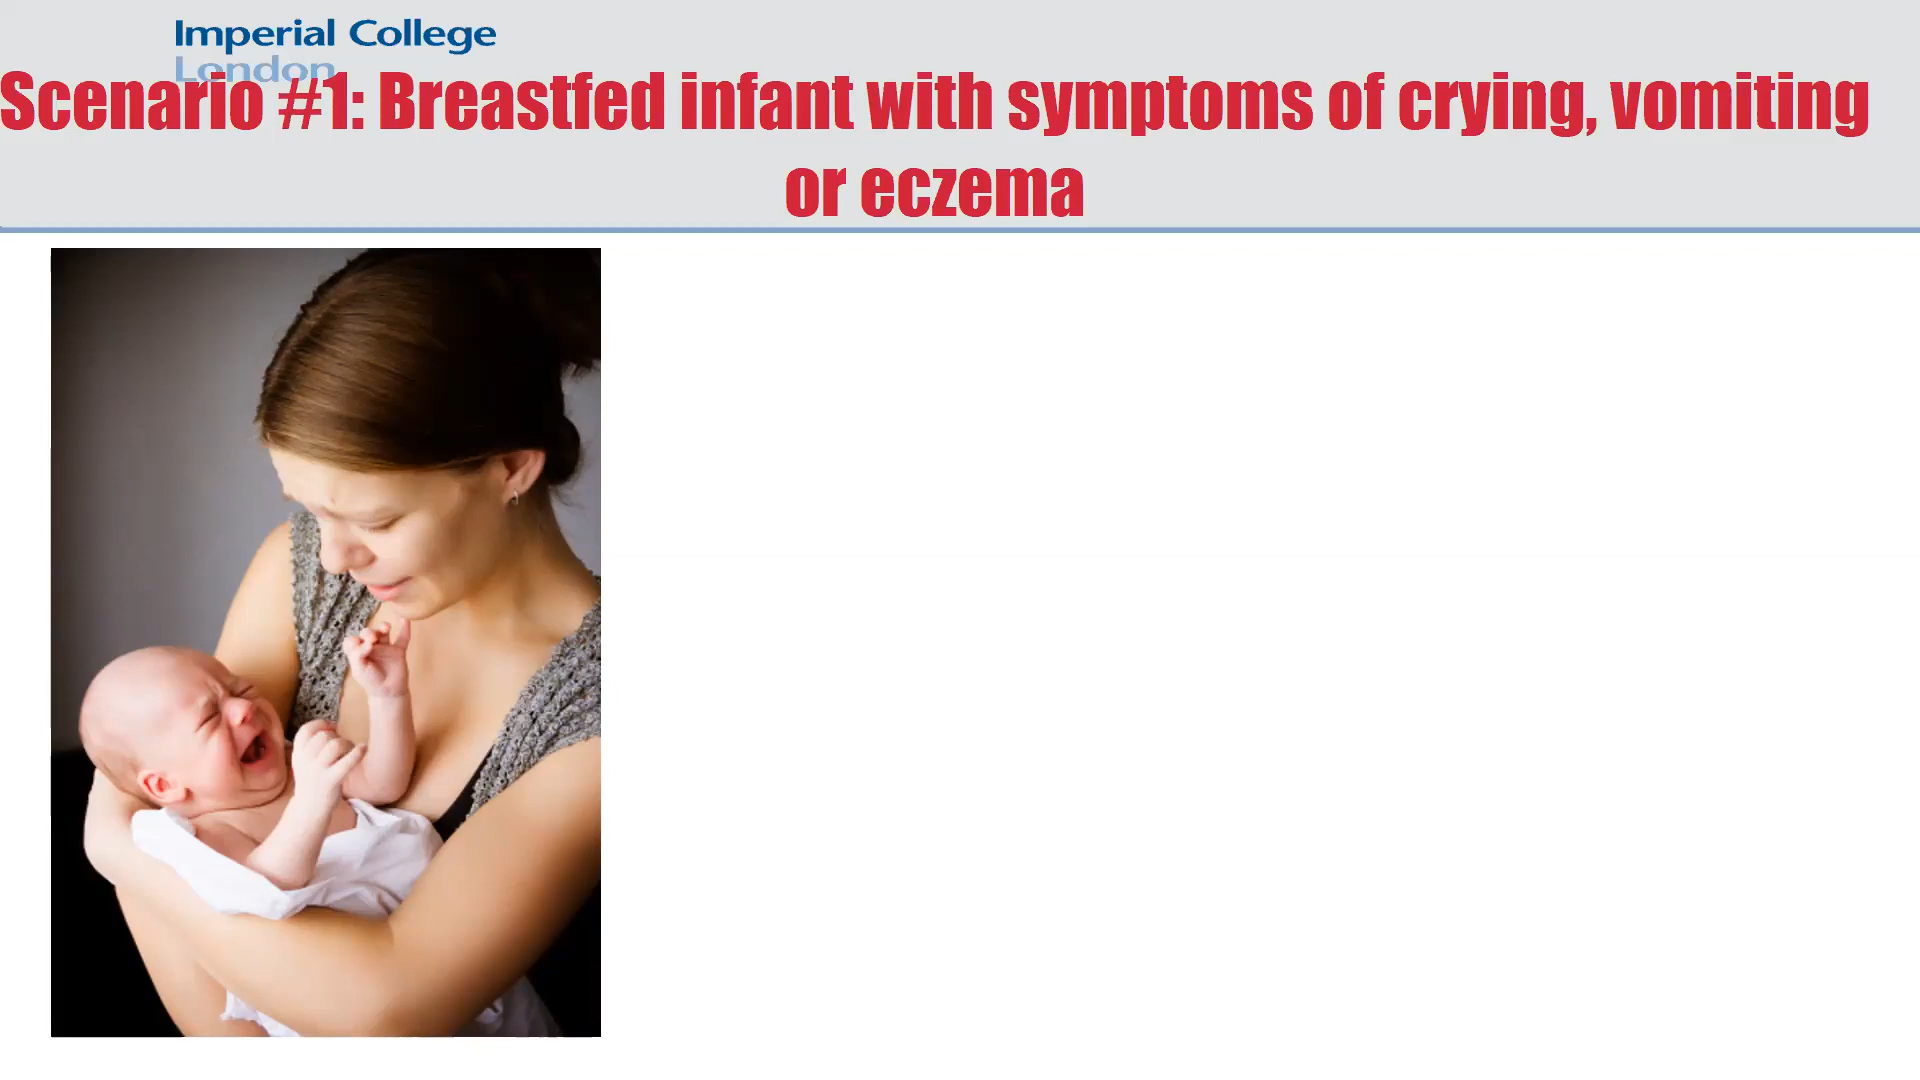 Imperial College
London
Scenario #1: Breastfed infant with symptoms of crying, vomiting
or eczema